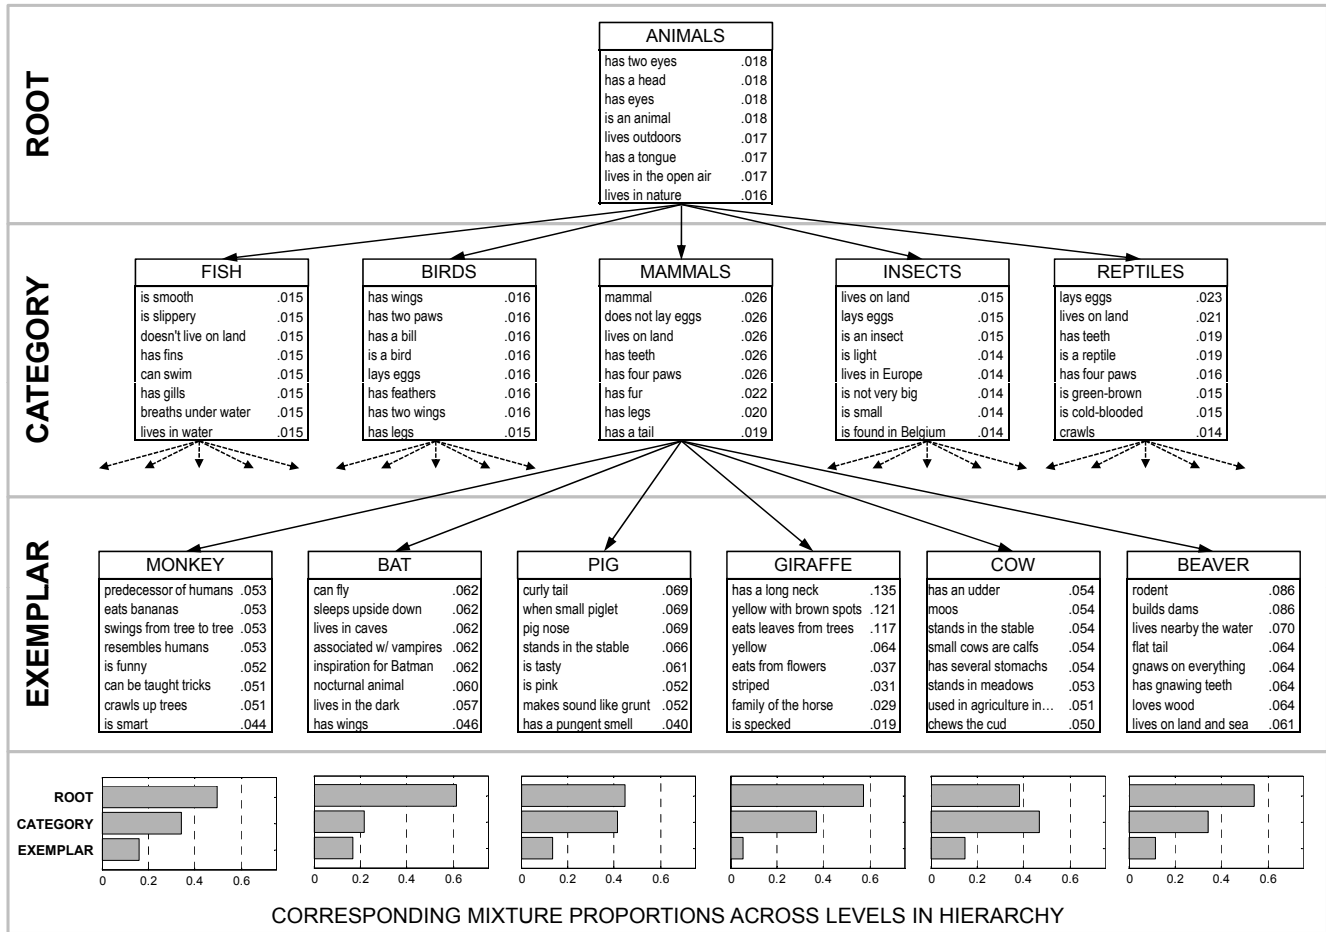 ROOT
ANIMALS
has two eyes .018
has a head .018
has eyes .018
is an animal .018
lives outdoors .017
has a tongue .017
lives in the open air .017
lives in nature .016
CATEGORY
FISH
is smooth .015
is slippery .015
doesn't live on land .015
has fins .015
can swim .015
has gills .015
breaths under water .015
lives in water .015
BIRDS
has wings .016
has two paws .016
has a bill .016
is a bird .016
lays eggs .016
has feathers .016
has two wings .016
has legs .015
MAMMALS
mammal .026
does not lay eggs .026
lives on land .026
has teeth .026
has four paws .026
has fur .022
has legs .020
has a tail .019
INSECTS
lives on land .015
lays eggs .015
is an insect .015
is light .014
lives in Europe .014
is not very big .014
is small .014
is found in Belgium .014
REPTILES
lays eggs .023
lives on land .021
has teeth .019
is a reptile .019
has four paws .016
is green-brown .015
is cold-blooded .015
crawls .014
EXEMPLAR
MONKEY
predecessor of humans .053
eats bananas .053
swings from tree to tree .053
resembles humans .053
is funny .052
can be taught tricks .051
crawls up trees .051
is smart .044
BAT
can fly .062
sleeps upside down .062
lives in caves .062
associated w/ vampires .062
inspiration for Batman .062
nocturnal animal .060
lives in the dark .057
has wings .046
PIG
curly tail .069
when small piglet .069
pig nose .069
stands in the stable .066
is tasty .061
is pink .052
makes sound like grunt .052
has a pungent smell .040
GIRAFFE
has a long neck .135
yellow with brown spots .121
eats leaves from trees .117
yellow .064
eats from flowers .037
striped .031
family of the horse .029
is specked .019
COW
has an udder .054
moos .054
stands in the stable .054
small cows are calfs .054
has several stomachs .054
stands in meadows .053
used in agriculture in… .051
chews the cud .050
BEAVER
rodent .086
builds dams .086
lives nearby the water .070
flat tail .064
gnaws on everything .064
has gnawing teeth .064
loves wood .064
lives on land and sea .061
ROOT
CATEGORY
EXEMPLAR
0 0.2 0.4 0.6
0 0.2 0.4 0.6
0 0.2 0.4 0.6
0 0.2 0.4 0.6
0 0.2 0.4 0.6
0 0.2 0.4 0.6
CORRESPONDING MIXTURE PROPORTIONS ACROSS LEVELS IN HIERARCHY